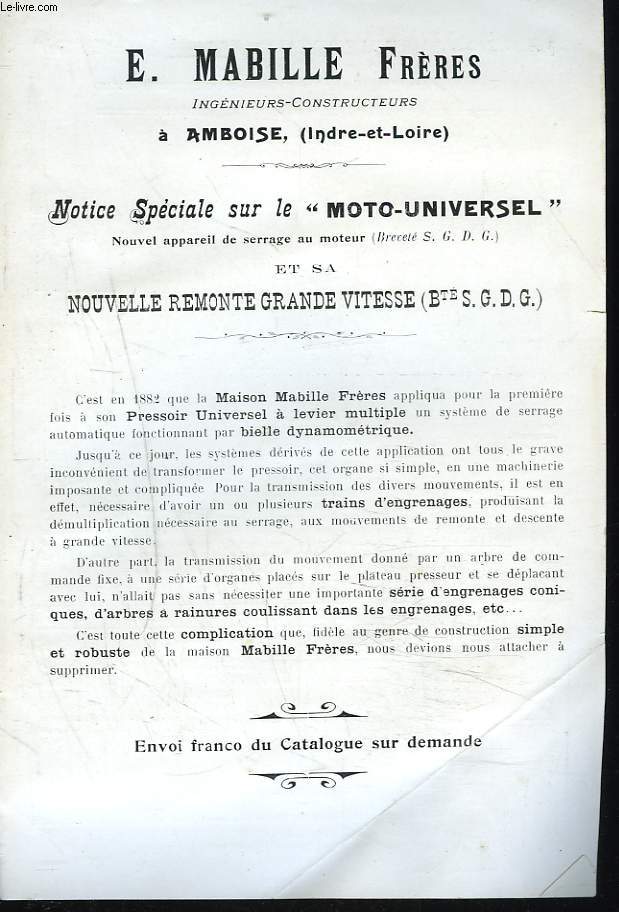 Le-livre.com
E. MABILLE FRÈRES
INGÉNIEURS-CONSTRUCTEURS
à AMBOISE, (Indre-et-Loire)
Notice Spéciale sur le “ MOTO-UNIVERSEL ”
Nouvel appareil de serrage au moteur (Breceté S. G. D. G.)
ET SA
NOUVELLE REMONTE GRANDE VITESSE (BTÉ S. G. D. G.)
C'est en 1882 que la Maison Mabille Frères appliqua pour la première
fois à son Pressoir Universel à levier multiple un système de serrage
automatique fonctionnant par bielle dynamométrique.
Jusqu'à ce jour, les systèmes dérivés de cette application ont tous le grave
inconvénient de transformer le pressoir, cet organe si simple, en une machinerie
imposante et compliquée Pour la transmission des divers mouvements, il est en
effet, nécessaire d'avoir un ou plusieurs trains d'engrenages, produisant la
démultiplication nécessaire au serrage, aux mouvements de remonte et descente
à grande vitesse.
D'autre part, la transmission du mouvement donné par un arbre de com-
mande fixe, à une série d'organes placés sur le plateau presseur et se déplacant
avec lui, n'allait pas sans nécessiter une importante série d'engrenages coni-
ques, d'arbres à rainures coulissant dans les engrenages, etc...
C'est toute cette complication que, fidèle au genre de construction simple
et robuste de la maison Mabille Frères, nous devions nous attacher à
supprimer.
Envoi franco du Catalogue sur demande